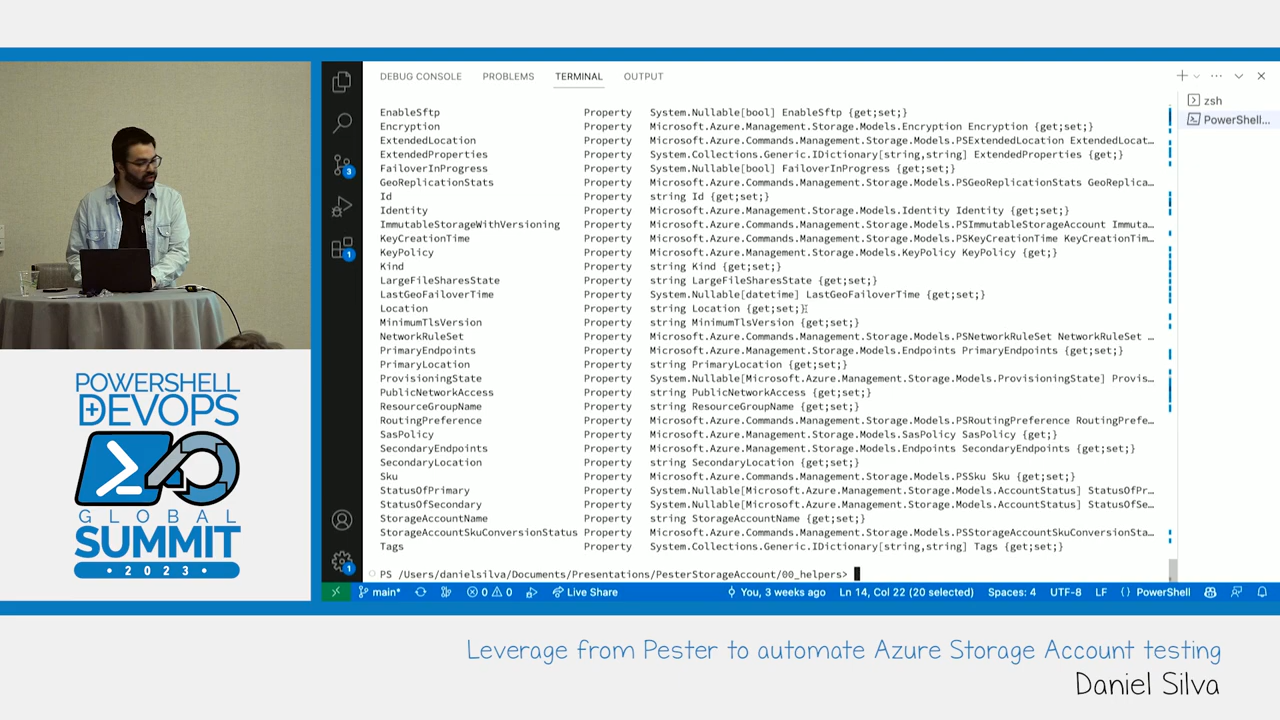 DEBUG CONSOLE PROBLEMS TERMINAL OUTPUT
zsh
PowerShell...
EnableSftp Property System.Nullable[bool] EnableSftp {get;set;}
Encryption Property Microsoft.Azure.Management.Storage.Models.Encryption Encryption {get;set;}
ExtendedLocation Property Microsoft.Azure.Commands.Management.Storage.Models.PSExtendedLocation ExtendedLocat…
ExtendedProperties Property System.Collections.Generic.IDictionary[string,string] ExtendedProperties {get;}
FailoverInProgress Property System.Nullable[bool] FailoverInProgress {get;set;}
GeoReplicationStats Property Microsoft.Azure.Commands.Management.Storage.Models.PSGeoReplicationStats GeoReplica…
Id Property string Id {get;set;}
Identity Property Microsoft.Azure.Management.Storage.Models.Identity Identity {get;set;}
ImmutableStorageWithVersioning Property Microsoft.Azure.Commands.Management.Storage.Models.PSImmutableStorageAccount Immuta…
KeyCreationTime Property Microsoft.Azure.Commands.Management.Storage.Models.PSKeyCreationTime KeyCreationTim…
KeyPolicy Property Microsoft.Azure.Management.Storage.Models.KeyPolicy KeyPolicy {get;}
Kind Property string Kind {get;set;}
LargeFileSharesState Property string LargeFileSharesState {get;set;}
LastGeoFailoverTime Property System.Nullable[datetime] LastGeoFailoverTime {get;set;}
Location Property string Location {get;set;}
MinimumTlsVersion Property string MinimumTlsVersion {get;set;}
NetworkRuleSet Property Microsoft.Azure.Commands.Management.Storage.Models.PSNetworkRuleSet NetworkRuleSet …
PrimaryEndpoints Property Microsoft.Azure.Management.Storage.Models.Endpoints PrimaryEndpoints {get;set;}
PrimaryLocation Property string PrimaryLocation {get;set;}
ProvisioningState Property System.Nullable[Microsoft.Azure.Management.Storage.Models.ProvisioningState] Provis…
PublicNetworkAccess Property string PublicNetworkAccess {get;set;}
ResourceGroupName Property string ResourceGroupName {get;set;}
RoutingPreference Property Microsoft.Azure.Commands.Management.Storage.Models.PSRoutingPreference RoutingPrefe…
SasPolicy Property Microsoft.Azure.Management.Storage.Models.SasPolicy SasPolicy {get;}
SecondaryEndpoints Property Microsoft.Azure.Management.Storage.Models.Endpoints SecondaryEndpoints {get;set;}
SecondaryLocation Property string SecondaryLocation {get;set;}
Sku Property Microsoft.Azure.Commands.Management.Storage.Models.PSSku Sku {get;set;}
StatusOfPrimary Property System.Nullable[Microsoft.Azure.Management.Storage.Models.AccountStatus] StatusOfPr…
StatusOfSecondary Property System.Nullable[Microsoft.Azure.Management.Storage.Models.AccountStatus] StatusOfSe…
StorageAccountName Property string StorageAccountName {get;set;}
StorageAccountSkuConversionStatus Property Microsoft.Azure.Commands.Management.Storage.Models.PSStorageAccountSkuConversionSta…
Tags Property System.Collections.Generic.IDictionary[string,string] Tags {get;set;}
PS /Users/danielsilva/Documents/Presentations/PesterStorageAccount/00_helpers>
3
1
1
main* 0 0 Live Share You, 3 weeks ago Ln 14, Col 22 (20 selected) Spaces: 4 UTF-8 LF PowerShell
POWERSHELL
+DEVOPS
GLOBAL
SUMMIT
2023
Leverage from Pester to automate Azure Storage Account testing
Daniel Silva